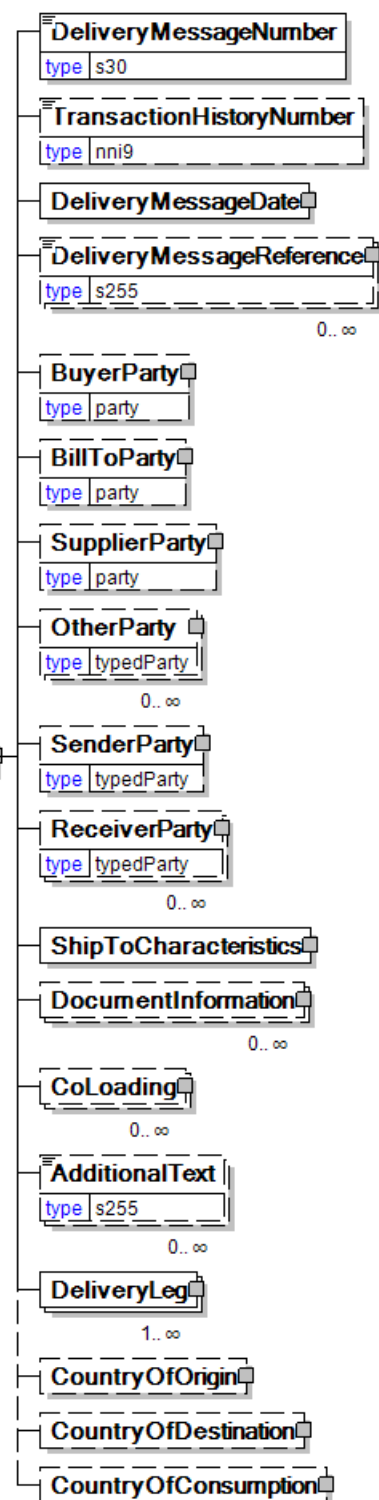 DeliveryMessageNumber
type s30
TransactionHistoryNumber
type nni9
DeliveryMessageDate
DeliveryMessageReference
type s255
0.. ∞
BuyerParty
type party
BillToParty
type party
SupplierParty
type party
OtherParty
type typedParty
0.. ∞
SenderParty
type typedParty
ReceiverParty
type typedParty
0.. ∞
ShipToCharacteristics
DocumentInformation
0.. ∞
CoLoading
0.. ∞
AdditionalText
type s255
0.. ∞
DeliveryLeg
1.. ∞
CountryOfOrigin
CountryOfDestination
CountryOfConsumption